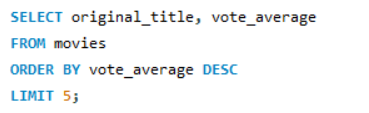 SELECT original_title, vote_average
FROM movies
ORDER BY vote_average DESC
LIMIT 5;